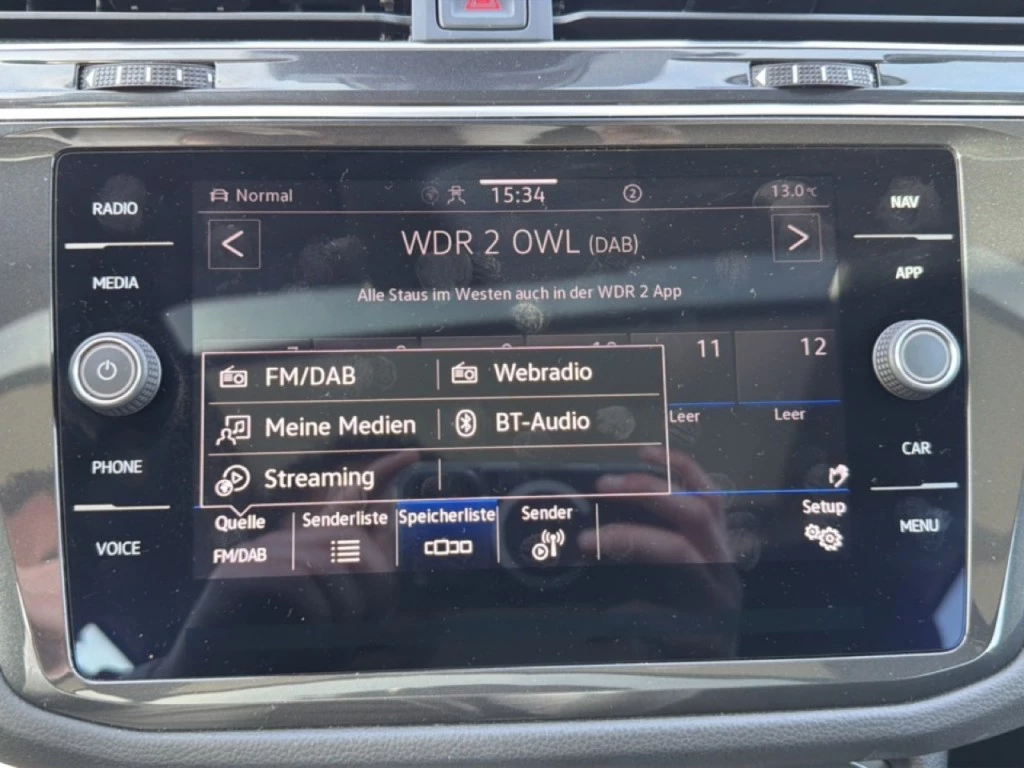 RADIO
MEDIA
PHONE
VOICE
NAV
APP
CAR
MENU
Normal
15:34
2
13.0 °C
<
WDR 2 OWL (DAB)
>
Alle Staus im Westen auch in der WDR 2 App
11
12
Leer
Leer
FM/DAB
Webradio
Meine Medien
BT-Audio
Streaming
Quelle
FM/DAB
Senderliste
Speicherliste
Sender
Setup